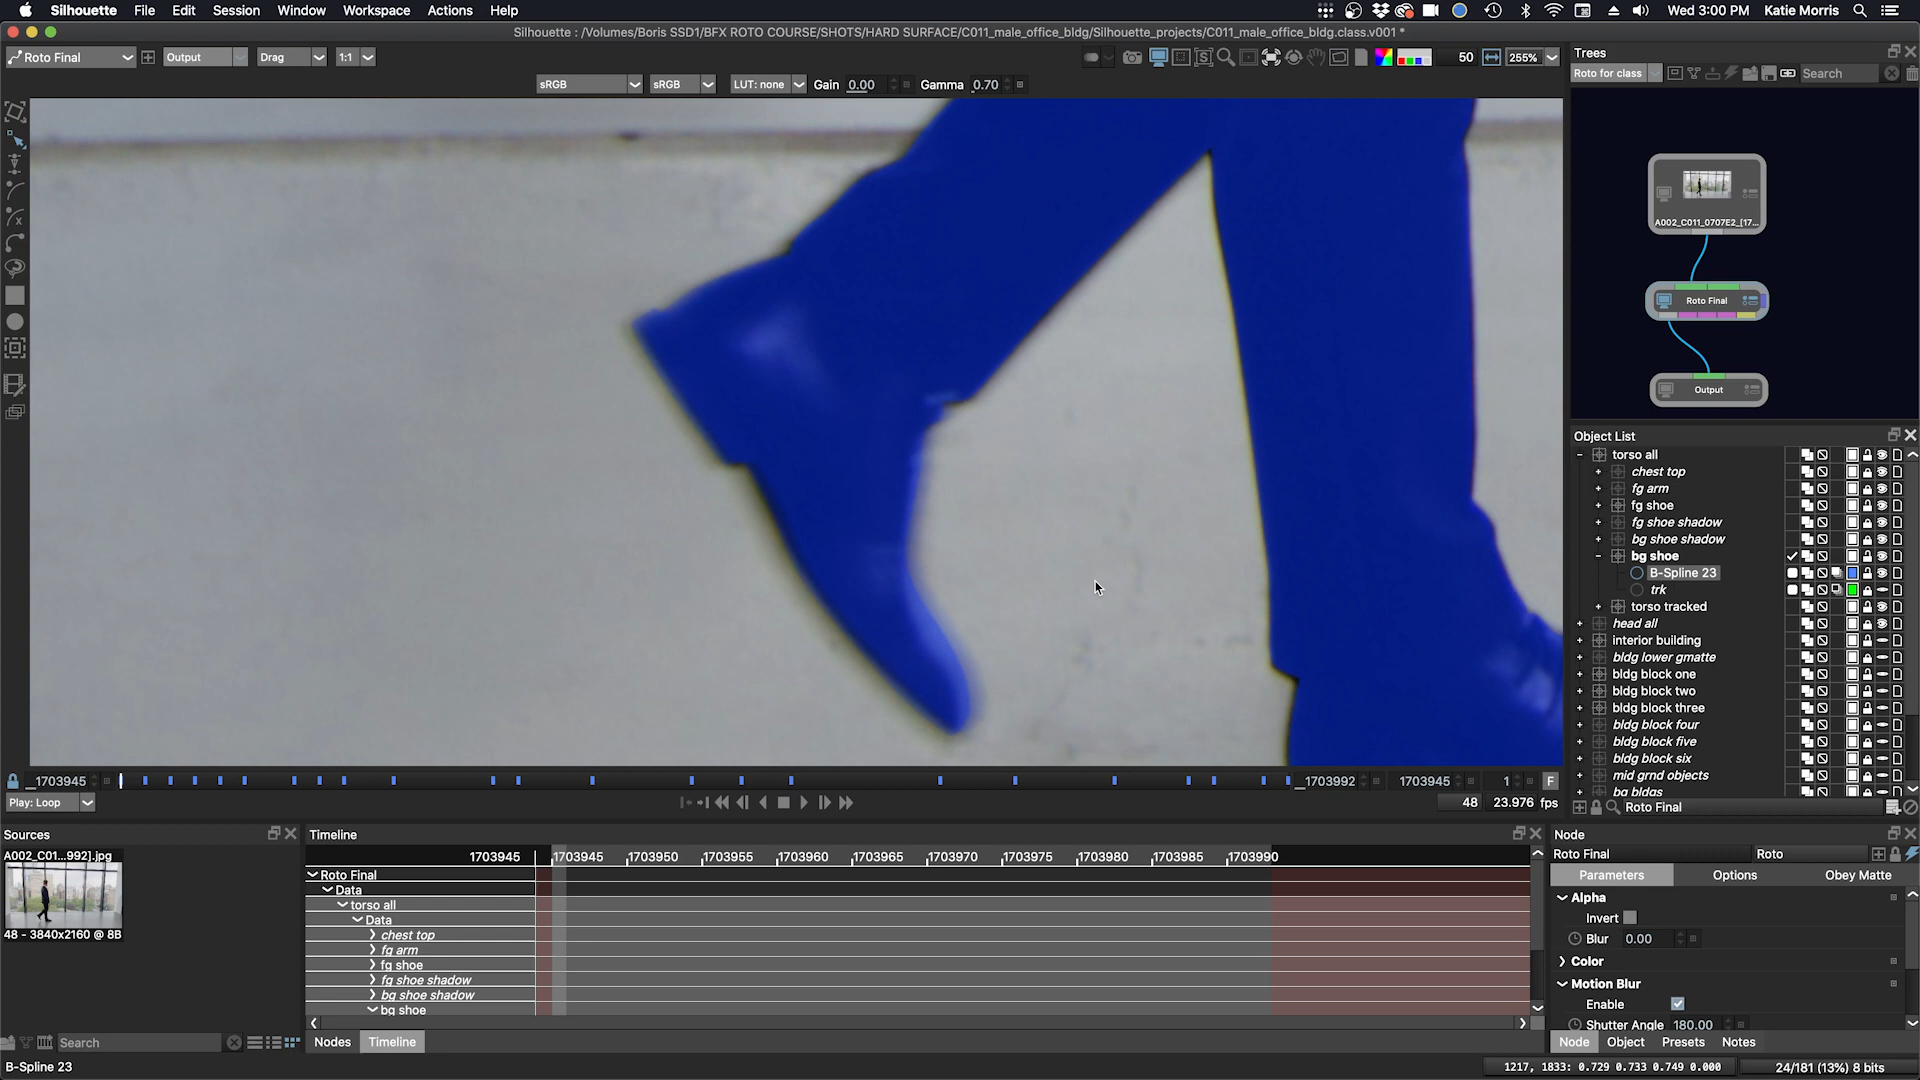 Silhouette File Edit Session Window Workspace Actions Help Wed 3:00 PM Katie Morris
Silhouette : /Volumes/Boris SSD1/BFX ROTO COURSE/SHOTS/HARD SURFACE/C011_male_office_bldg/Silhouette_projects/C011_male_office_bldg.class.v001 *
Roto Final Output Drag 1:1 50 255%
sRGB sRGB LUT: none Gain 0.00 Gamma 0.70
Trees
Roto for class Search
A002_C011_0707E2_[17...
Roto Final
Output
Object List
torso all
chest top
fg arm
fg shoe
fg shoe shadow
bg shoe shadow
bg shoe
B-Spline 23
trk
torso tracked
head all
interior building
bldg lower gmatte
bldg block one
bldg block two
bldg block three
bldg block four
bldg block five
bldg block six
mid grnd objects
bg bldgs
Roto Final
1703945 1703992 1703945 1 F
Play: Loop 48 23.976 fps
Sources
A002_C01...992].jpg
48 - 3840x2160 @ 8B
Search
Timeline
1703945 1703945 1703950 1703955 1703960 1703965 1703970 1703975 1703980 1703985 1703990
Roto Final
Data
torso all
Data
chest top
fg arm
fg shoe
fg shoe shadow
bg shoe shadow
bg shoe
Nodes Timeline
Node
Roto Final Roto
Parameters Options Obey Matte
Alpha
Invert
Blur 0.00
Color
Motion Blur
Enable
Shutter Angle 180.00
Node Object Presets Notes
B-Spline 23 1217, 1833: 0.729 0.733 0.749 0.000 24/181 (13%) 8 bits